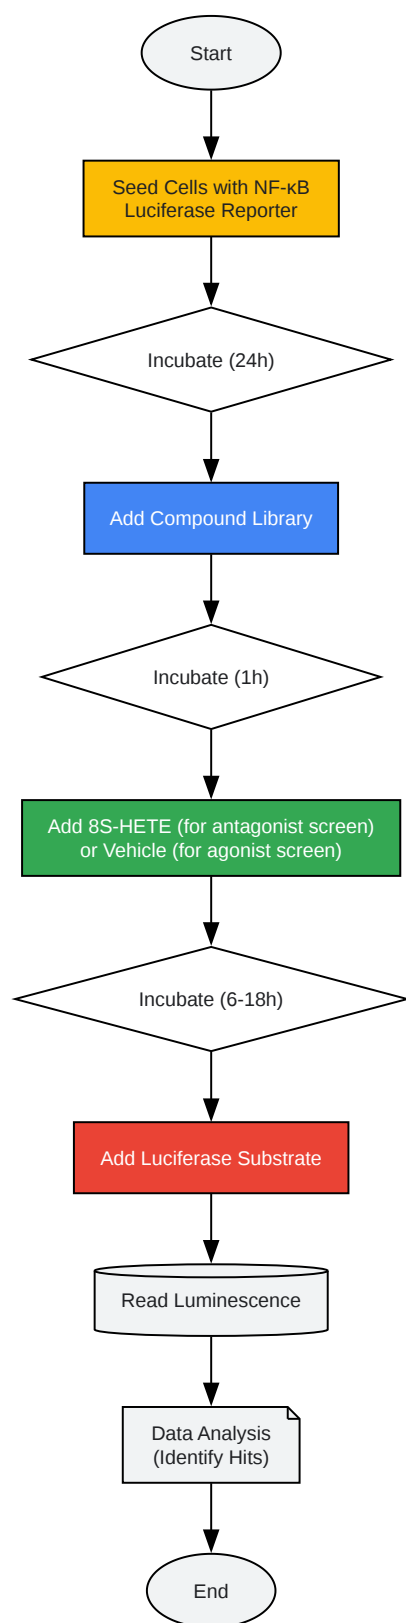 Start
Seed Cells with NF-κB
Luciferase Reporter
Incubate (24h)
Add Compound Library
Incubate (1h)
Add 8S-HETE (for antagonist screen)
or Vehicle (for agonist screen)
Incubate (6-18h)
Add Luciferase Substrate
Read Luminescence
Data Analysis
(Identify Hits)
End